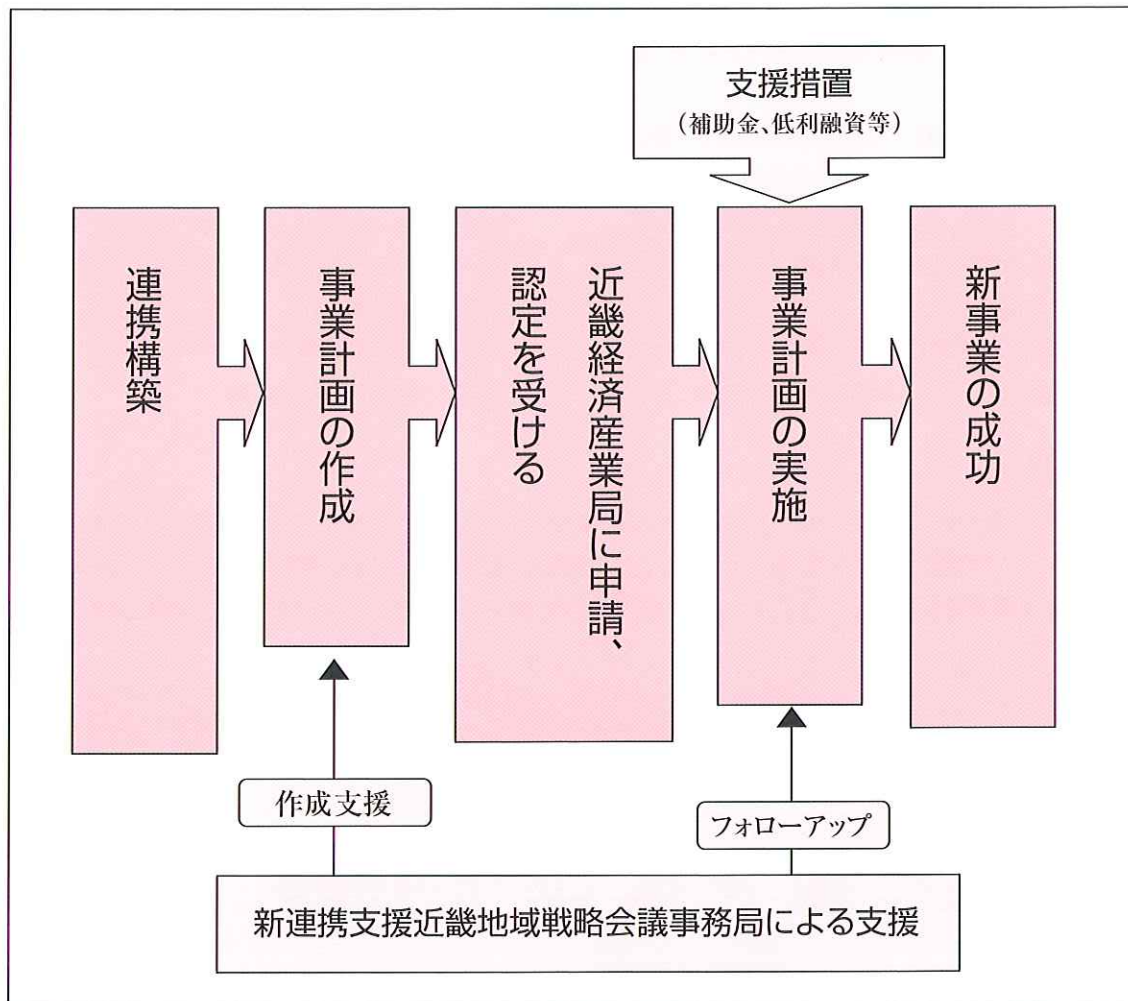 支援措置
（補助金、低利融資等）
連携構築
事業計画の作成
近畿経済産業局に申請、
認定を受ける
事業計画の実施
新事業の成功
作成支援
フォローアップ
新連携支援近畿地域戦略会議事務局による支援